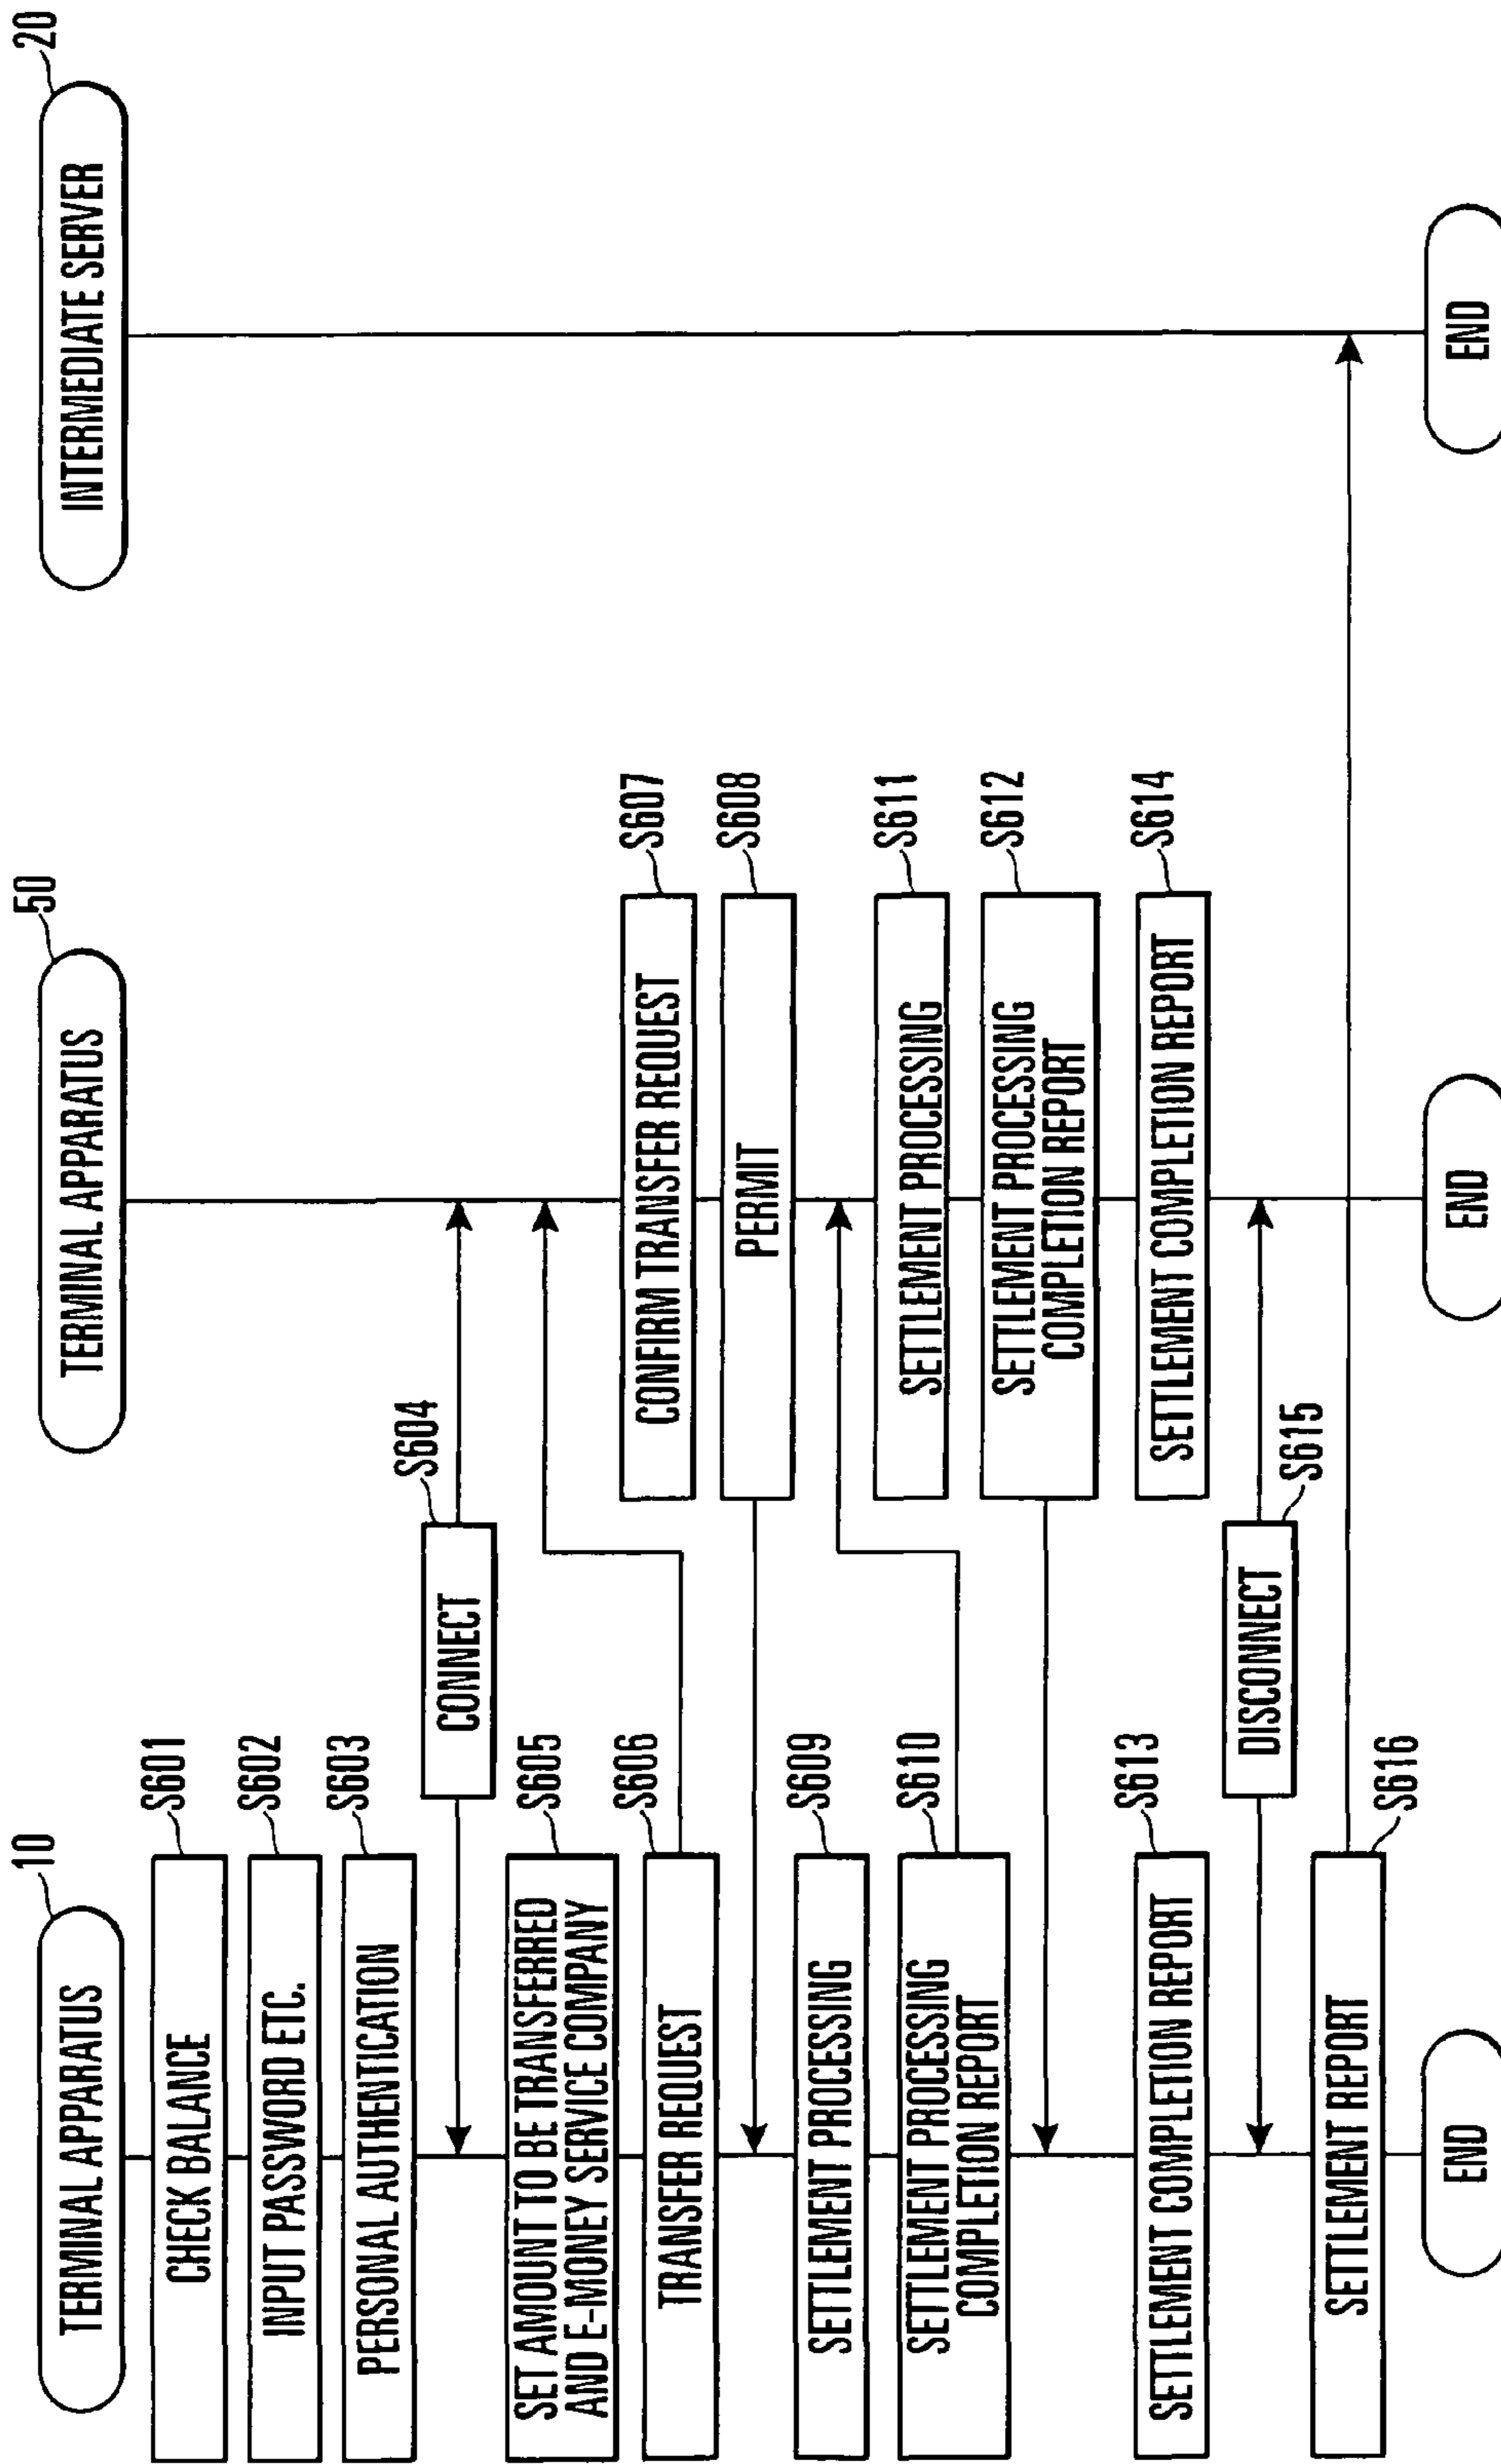 TERMINAL APPARATUS
10
TERMINAL APPARATUS
50
INTERMEDIATE SERVER
20
CHECK BALANCE
S601
INPUT PASSWORD ETC.
S602
PERSONAL AUTHENTICATION
S603
CONNECT
S604
SET AMOUNT TO BE TRANSFERRED
AND E-MONEY SERVICE COMPANY
S605
TRANSFER REQUEST
S606
CONFIRM TRANSFER REQUEST
S607
PERMIT
S608
SETTLEMENT PROCESSING
S609
SETTLEMENT PROCESSING
COMPLETION REPORT
S610
SETTLEMENT PROCESSING
S611
SETTLEMENT PROCESSING
COMPLETION REPORT
S612
SETTLEMENT COMPLETION REPORT
S613
SETTLEMENT COMPLETION REPORT
S614
DISCONNECT
S615
SETTLEMENT REPORT
S616
END
END
END